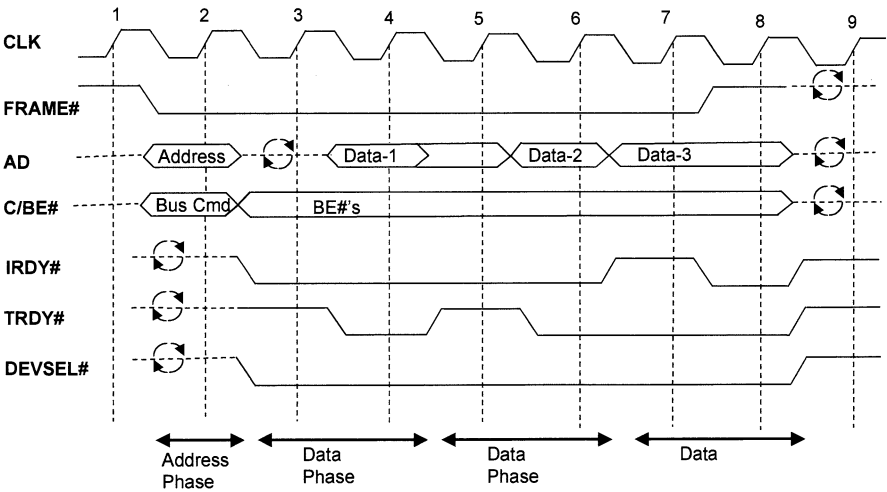 1 2 3 4 5 6 7 8 9
CLK
FRAME#
AD Address Data-1 Data-2 Data-3
C/BE# Bus Cmd BE#'s
IRDY#
TRDY#
DEVSEL#
Address
Phase
Data
Phase
Data
Phase
Data